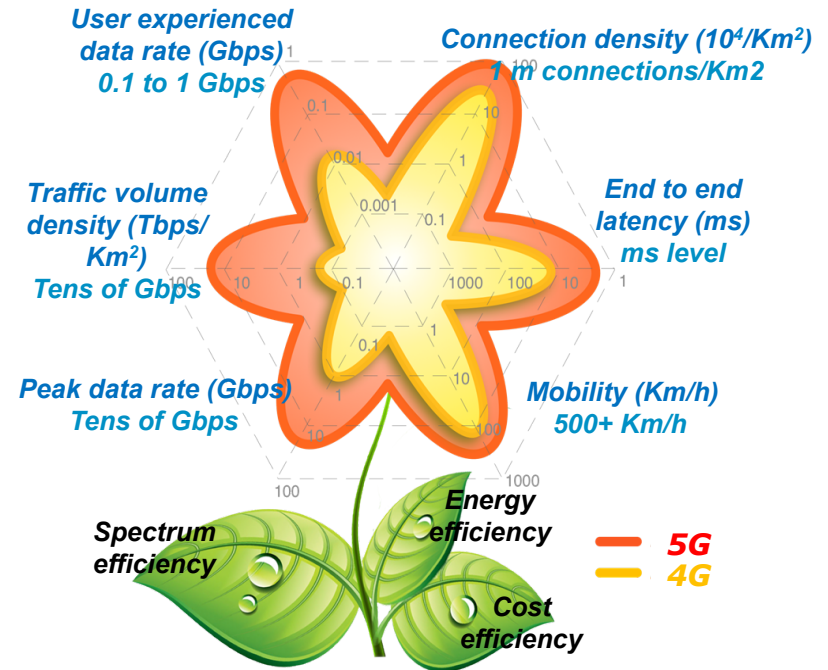 User experienced
data rate (Gbps)
0.1 to 1 Gbps
Connection density (10⁴/Km²)
1 m connections/Km2
1
100
0.1
10
0.01
1
0.001
0.1
Traffic volume
density (Tbps/
Km²)
Tens of Gbps
End to end
latency (ms)
ms level
100
10
1
0.1
1000
100
10
1
0.1
1
1
10
10
100
100
1000
Peak data rate (Gbps)
Tens of Gbps
Mobility (Km/h)
500+ Km/h
Spectrum
efficiency
Energy
efficiency
Cost
efficiency
5G
4G